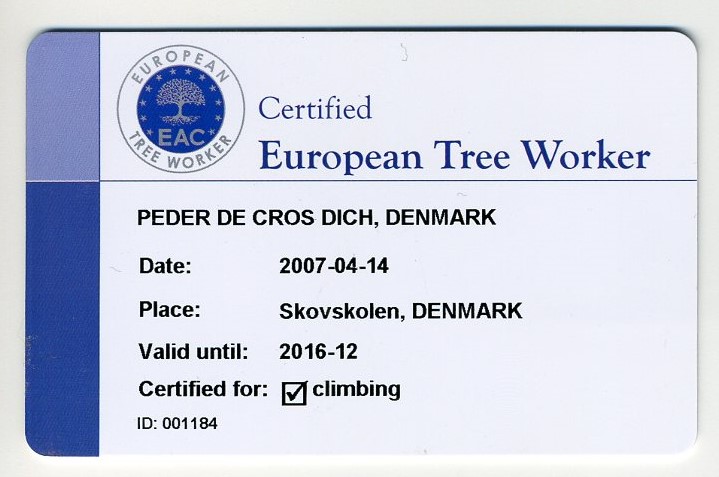 EUROPEAN
EAC
TREE WORKER
Certified
European Tree Worker
PEDER DE CROS DICH, DENMARK
Date: 2007-04-14
Place: Skovskolen, DENMARK
Valid until: 2016-12
Certified for: ☑ climbing
ID: 001184